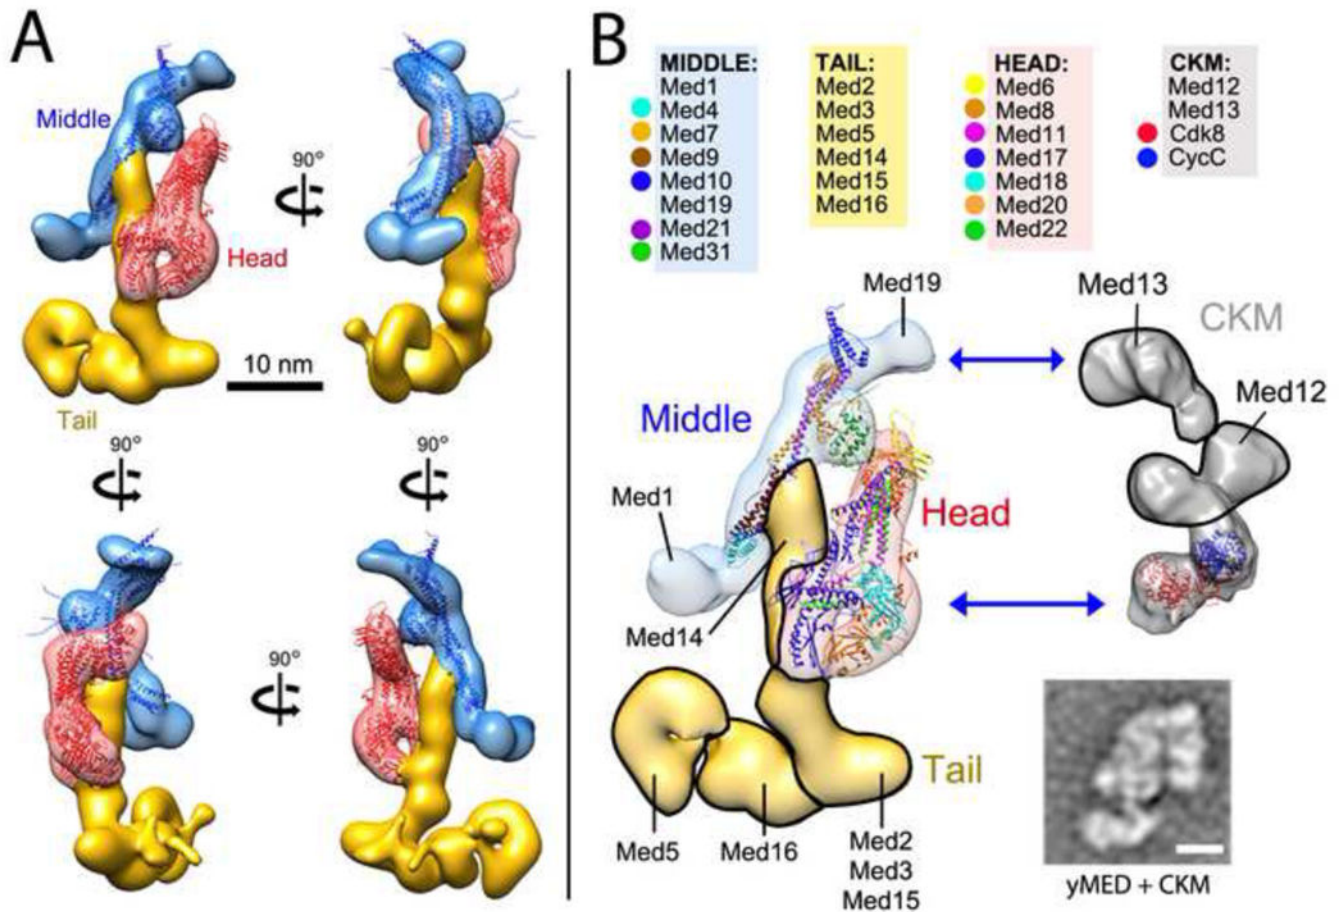 A
Middle
90°
Head
10 nm
Tail
90°
90°
90°
B
MIDDLE:
Med1
Med4
Med7
Med9
Med10
Med19
Med21
Med31
TAIL:
Med2
Med3
Med5
Med14
Med15
Med16
HEAD:
Med6
Med8
Med11
Med17
Med18
Med20
Med22
CKM:
Med12
Med13
Cdk8
CycC
Med19
Med13
CKM
Med12
Middle
Med1
Head
Med14
Tail
Med5
Med16
Med2
Med3
Med15
yMED + CKM